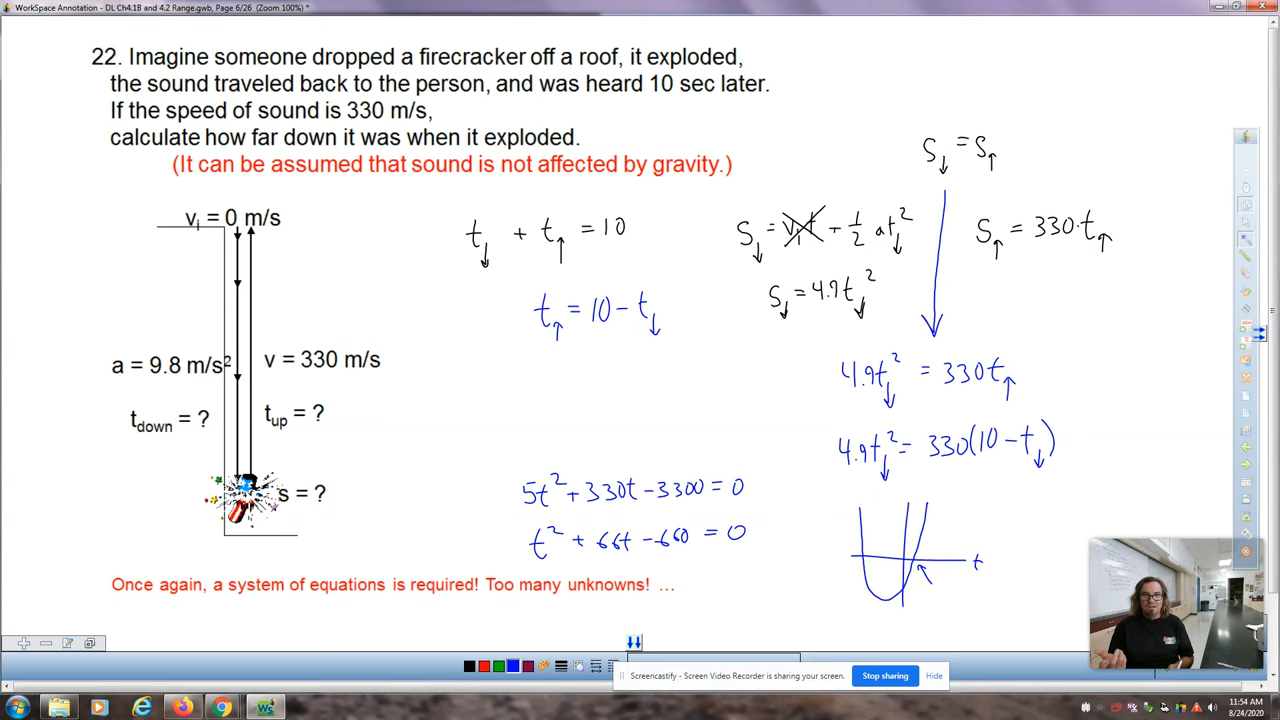 WorkSpace Annotation - DL Ch4.1B and 4.2 Range.gwb, Page 6/26 (Zoom 100%) *
22. Imagine someone dropped a firecracker off a roof, it exploded,
the sound traveled back to the person, and was heard 10 sec later.
If the speed of sound is 330 m/s,
calculate how far down it was when it exploded.
(It can be assumed that sound is not affected by gravity.)
S↓ = S↑
vᵢ = 0 m/s
t↓ + t↑ = 10
S↓ = vᵢt + 1/2 at↓²
S↑ = 330·t↑
t↑ = 10 - t↓
S↓ = 4.9t↓²
a = 9.8 m/s²
v = 330 m/s
4.9t↓² = 330t↑
t_down = ?
t_up = ?
4.9t↓² = 330(10 - t↓)
s = ?
5t² + 330t - 3300 = 0
t² + 66t - 660 = 0
t
Once again, a system of equations is required! Too many unknowns! ...
Screencastify - Screen Video Recorder is sharing your screen.
Stop sharing
Hide
11:54 AM
8/24/2020